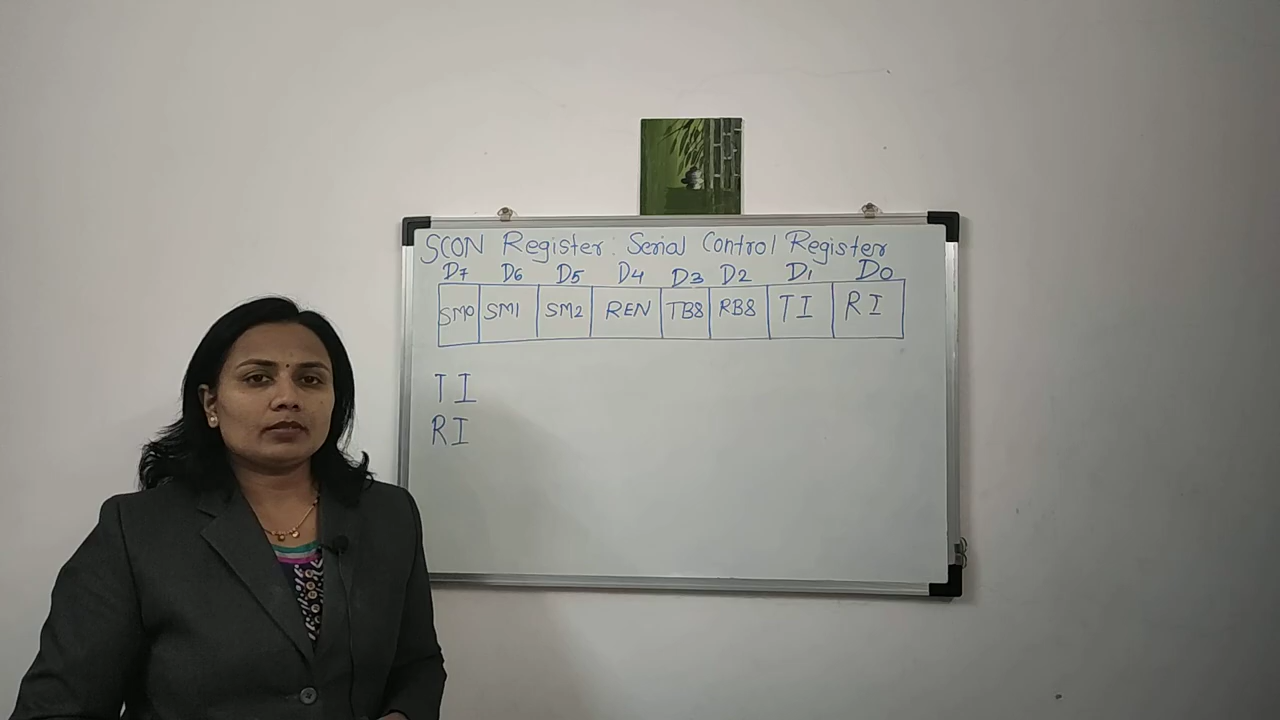 SCON Register: Serial Control Register
D7 D6 D5 D4 D3 D2 D1 D0
SM0 SM1 SM2 REN TB8 RB8 TI RI
TI
RI